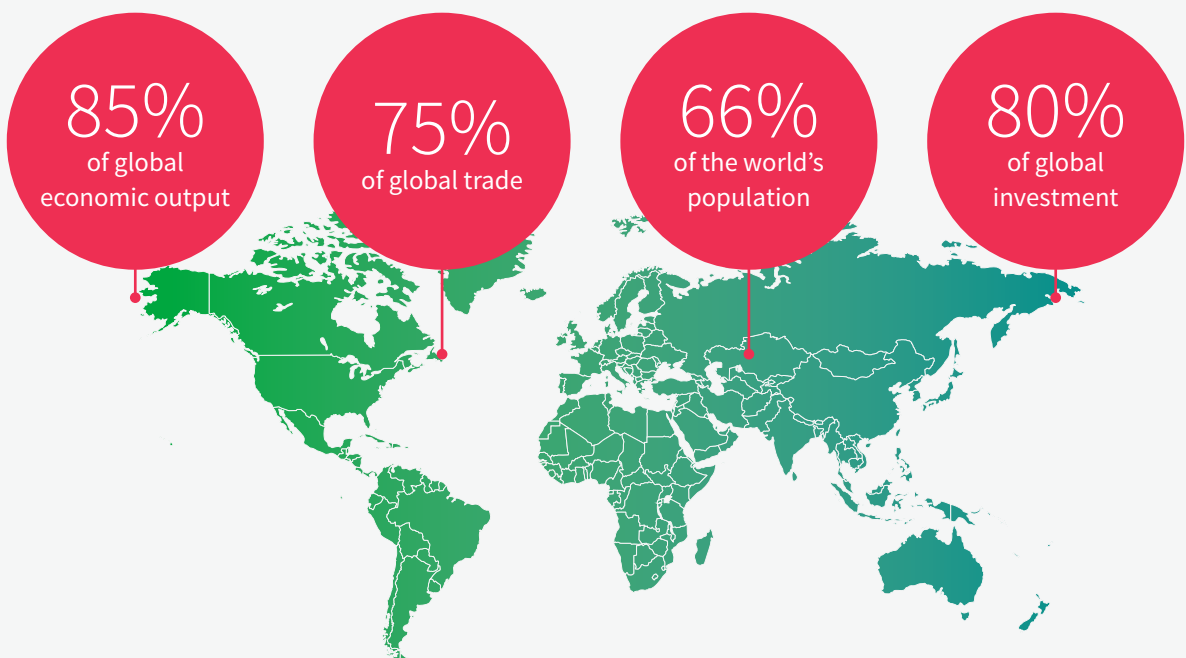 85%
of global
economic output
75%
of global trade
66%
of the world’s
population
80%
of global
investment